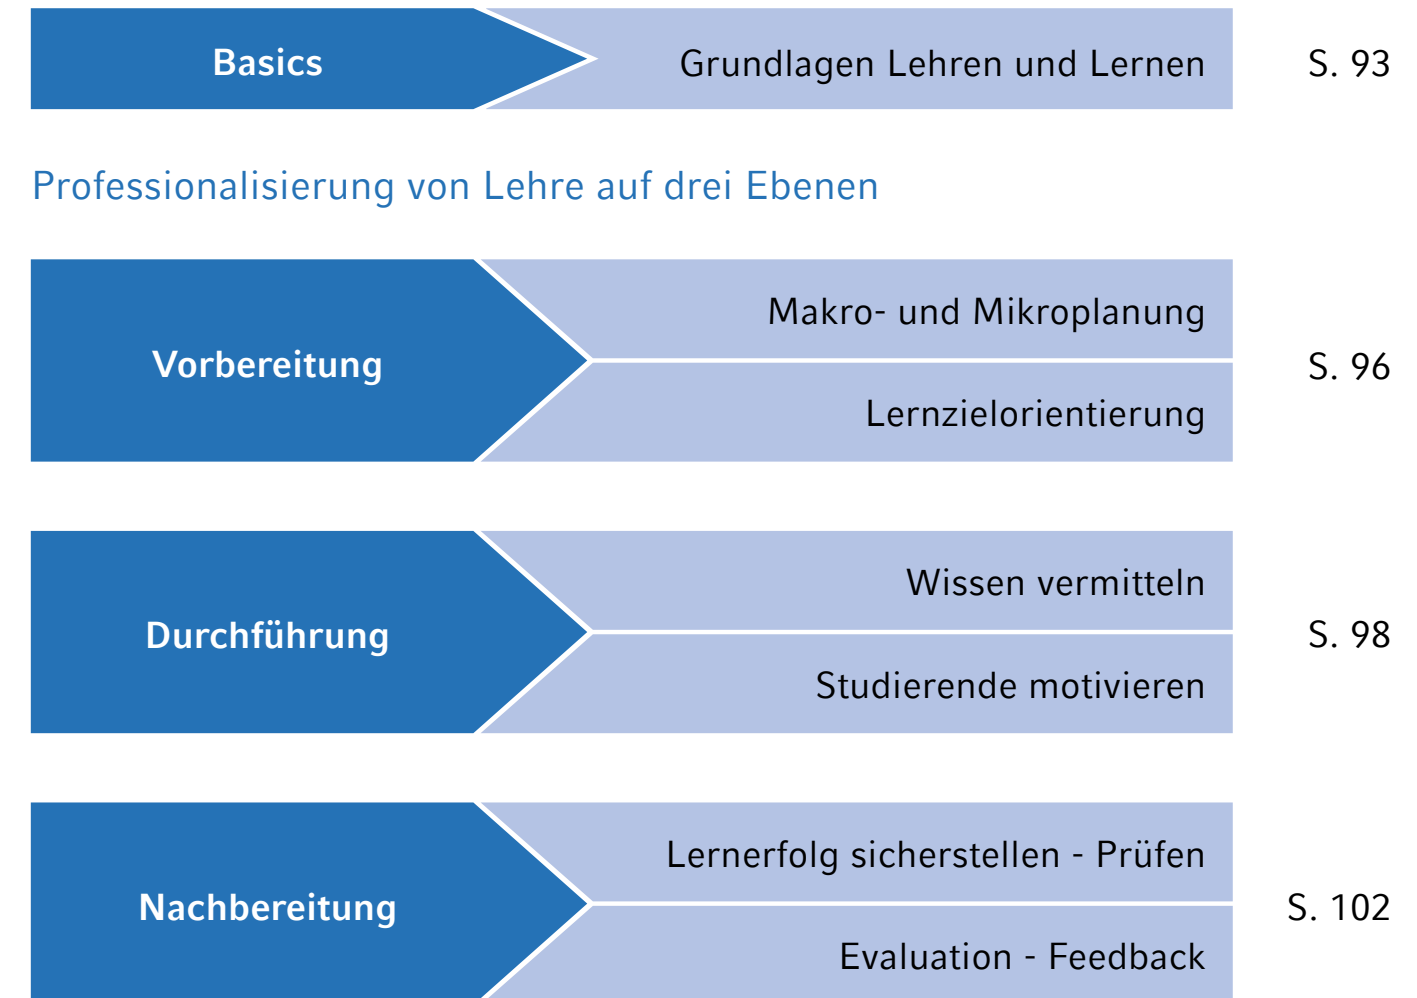 Basics
Grundlagen Lehren und Lernen
S. 93
Professionalisierung von Lehre auf drei Ebenen
Vorbereitung
Makro- und Mikroplanung
Lernzielorientierung
S. 96
Durchführung
Wissen vermitteln
Studierende motivieren
S. 98
Nachbereitung
Lernerfolg sicherstellen - Prüfen
Evaluation - Feedback
S. 102